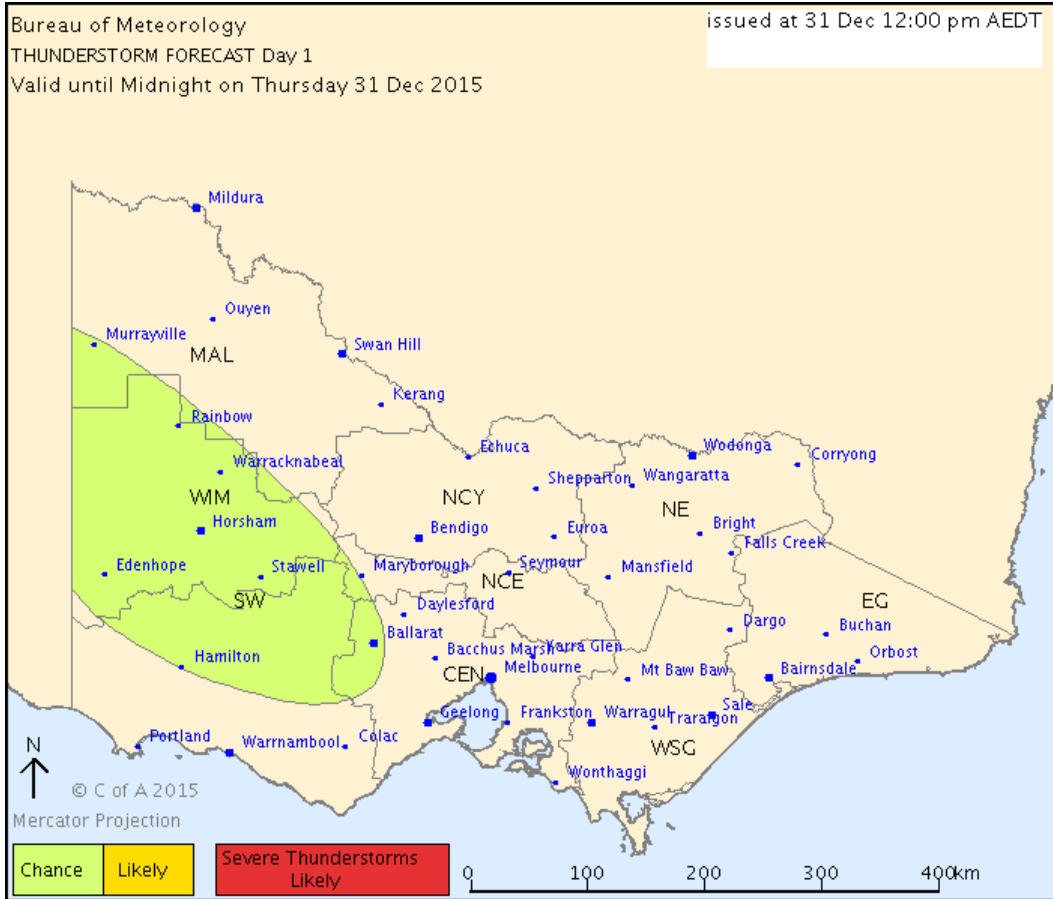 Bureau of Meteorology
issued at 31 Dec 12:00 pm AEDT
THUNDERSTORM FORECAST Day 1
Valid until Midnight on Thursday 31 Dec 2015
Mildura
Ouyen
Murrayville
MAL
Swan Hill
Kerang
Rainbow
Echuca
Wodonga
Corryong
Warracknabeal
Shepparton
Wangaratta
WIM
NCY
NE
Horsham
Bendigo
Euroa
Bright
Falls Creek
Edenhope
Stawell
Maryborough
Seymour
NCE
Mansfield
SW
EG
Daylesford
Dargo
Buchan
Ballarat
Bacchus Marsh
Yarra Glen
Orbost
Hamilton
CEN
Melbourne
Mt Baw Baw
Bairnsdale
Geelong
Frankston
Warragul
Traralgon
Sale
Portland
Warrnambool
Colac
WSG
N
Wonthaggi
© C of A 2015
Mercator Projection
Chance
Likely
Severe Thunderstorms
Likely
0
100
200
300
400km